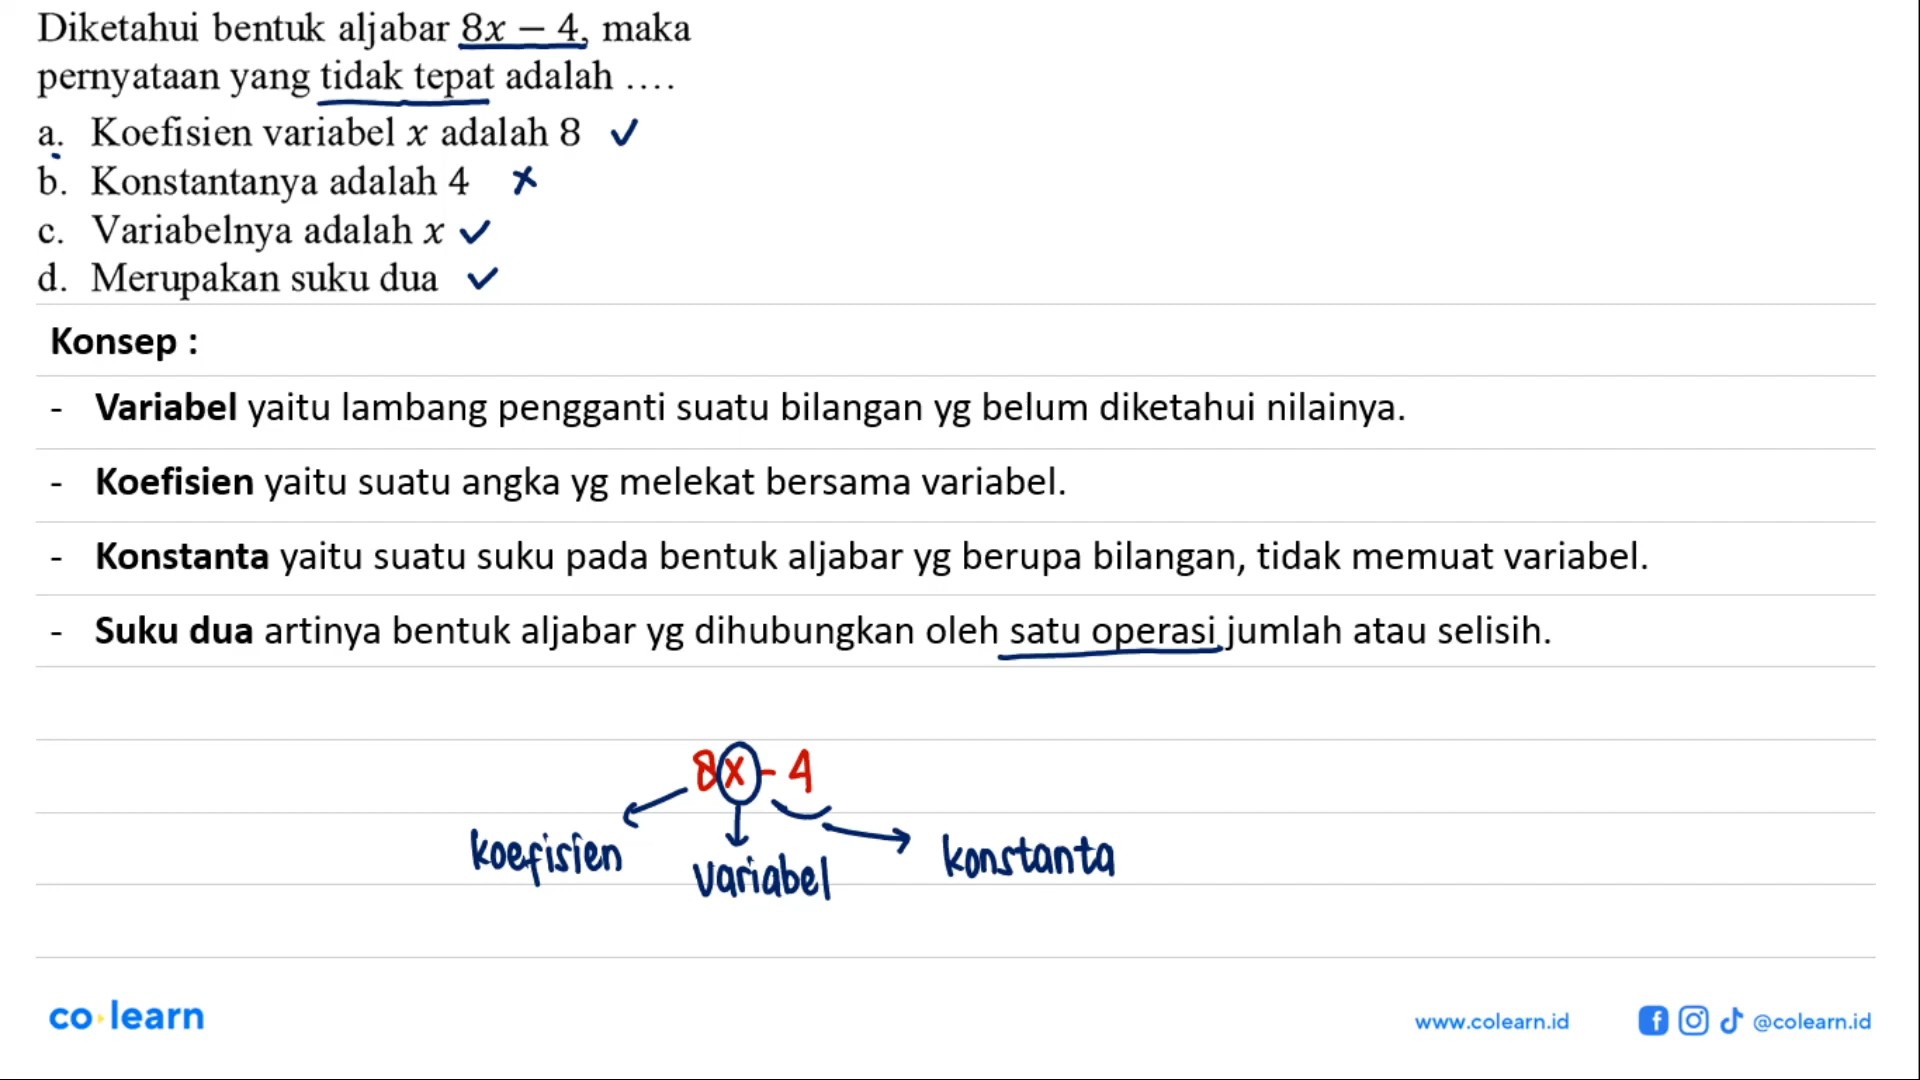 Diketahui bentuk aljabar 8x − 4, maka
pernyataan yang tidak tepat adalah ….
a. Koefisien variabel x adalah 8 ✓
b. Konstantanya adalah 4 ✗
c. Variabelnya adalah x ✓
d. Merupakan suku dua ✓
Konsep :
- Variabel yaitu lambang pengganti suatu bilangan yg belum diketahui nilainya.
- Koefisien yaitu suatu angka yg melekat bersama variabel.
- Konstanta yaitu suatu suku pada bentuk aljabar yg berupa bilangan, tidak memuat variabel.
- Suku dua artinya bentuk aljabar yg dihubungkan oleh satu operasi jumlah atau selisih.
8x - 4
koefisien variabel konstanta
co learn www.colearn.id @colearn.id